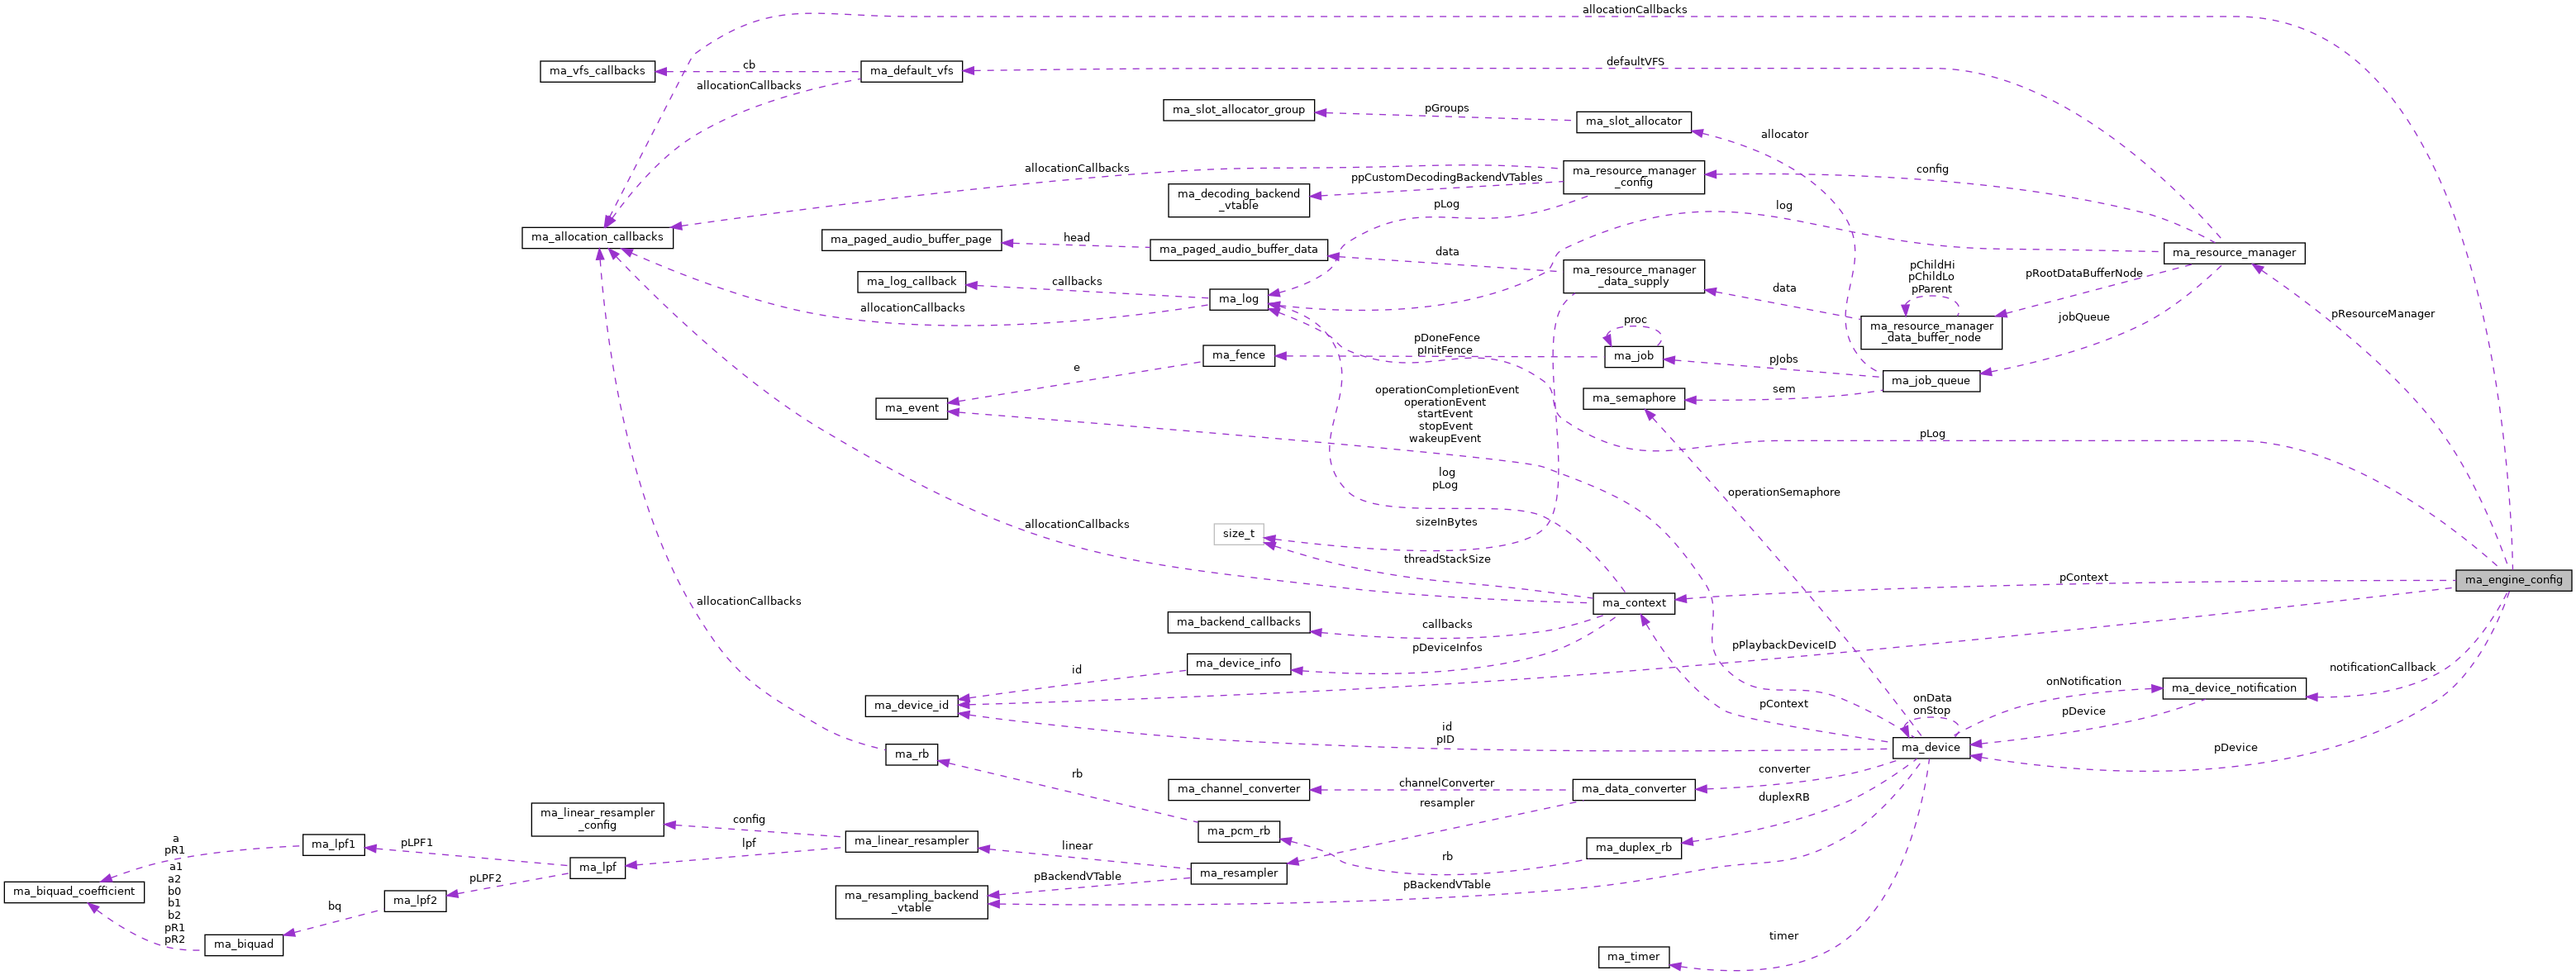 allocationCallbacks
defaultVFS
cb
ma_vfs_callbacks
ma_default_vfs
allocationCallbacks
ma_slot_allocator_group
pGroups
ma_slot_allocator
allocator
allocationCallbacks
ma_resource_manager
_config
config
ppCustomDecodingBackendVTables
ma_decoding_backend
_vtable
pLog
log
ma_allocation_callbacks
ma_paged_audio_buffer_page
head
ma_paged_audio_buffer_data
data
ma_resource_manager
ma_resource_manager
_data_supply
pChildHi
pChildLo
pParent
pRootDataBufferNode
ma_log_callback
callbacks
ma_log
data
allocationCallbacks
pResourceManager
jobQueue
proc
ma_resource_manager
_data_buffer_node
pDoneFence
pInitFence
ma_fence
ma_job
pJobs
e
ma_job_queue
operationCompletionEvent
operationEvent
startEvent
stopEvent
wakeupEvent
sem
ma_semaphore
ma_event
pLog
log
pLog
operationSemaphore
sizeInBytes
allocationCallbacks
size_t
threadStackSize
pContext
ma_engine_config
allocationCallbacks
ma_context
ma_backend_callbacks
callbacks
pDeviceInfos
pPlaybackDeviceID
ma_device_info
id
notificationCallback
onNotification
ma_device_notification
onData
onStop
ma_device_id
pContext
pDevice
id
pID
ma_device
pDevice
ma_rb
rb
converter
channelConverter
ma_channel_converter
ma_data_converter
duplexRB
resampler
ma_linear_resampler
_config
config
ma_pcm_rb
ma_linear_resampler
lpf
linear
ma_duplex_rb
rb
a
pR1
ma_lpf1
pLPF1
ma_lpf
pLPF2
ma_resampler
pBackendVTable
pBackendVTable
ma_biquad_coefficient
a1
a2
b0
b1
b2
pR1
pR2
ma_lpf2
bq
ma_resampling_backend
_vtable
ma_biquad
timer
ma_timer